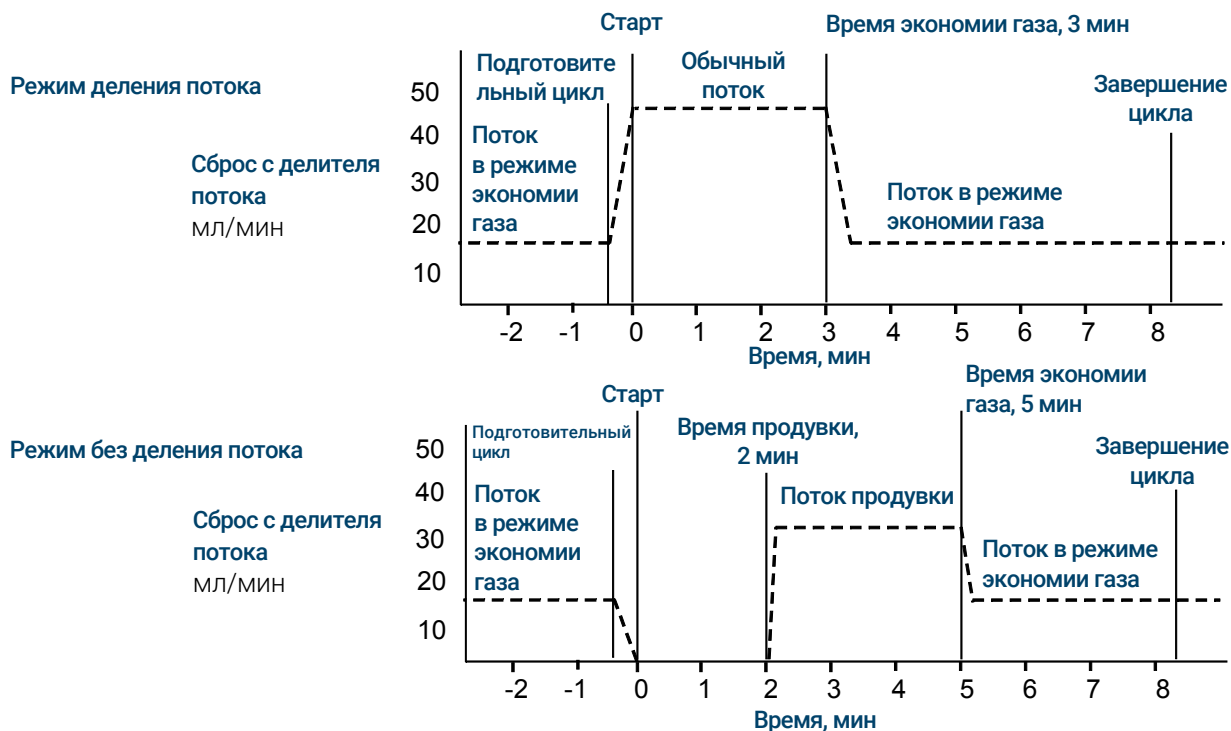 Старт
Время экономии газа, 3 мин
Режим деления потока
Подготовите
льный цикл
Обычный
поток
Завершение
цикла
Сброс с делителя
потока
мл/мин
50
40
30
20
10
Поток
в режиме
экономии
газа
Поток в режиме
экономии газа
-2 -1 0 1 2 3 4 5 6 7 8
Время, мин
Старт
Время экономии
газа, 5 мин
Режим без деления потока
Подготовительный
цикл
Время продувки,
2 мин
Завершение
цикла
Сброс с делителя
потока
мл/мин
50
40
30
20
10
Поток
в режиме
экономии
газа
Поток продувки
Поток в режиме
экономии газа
-2 -1 0 1 2 3 4 5 6 7 8
Время, мин